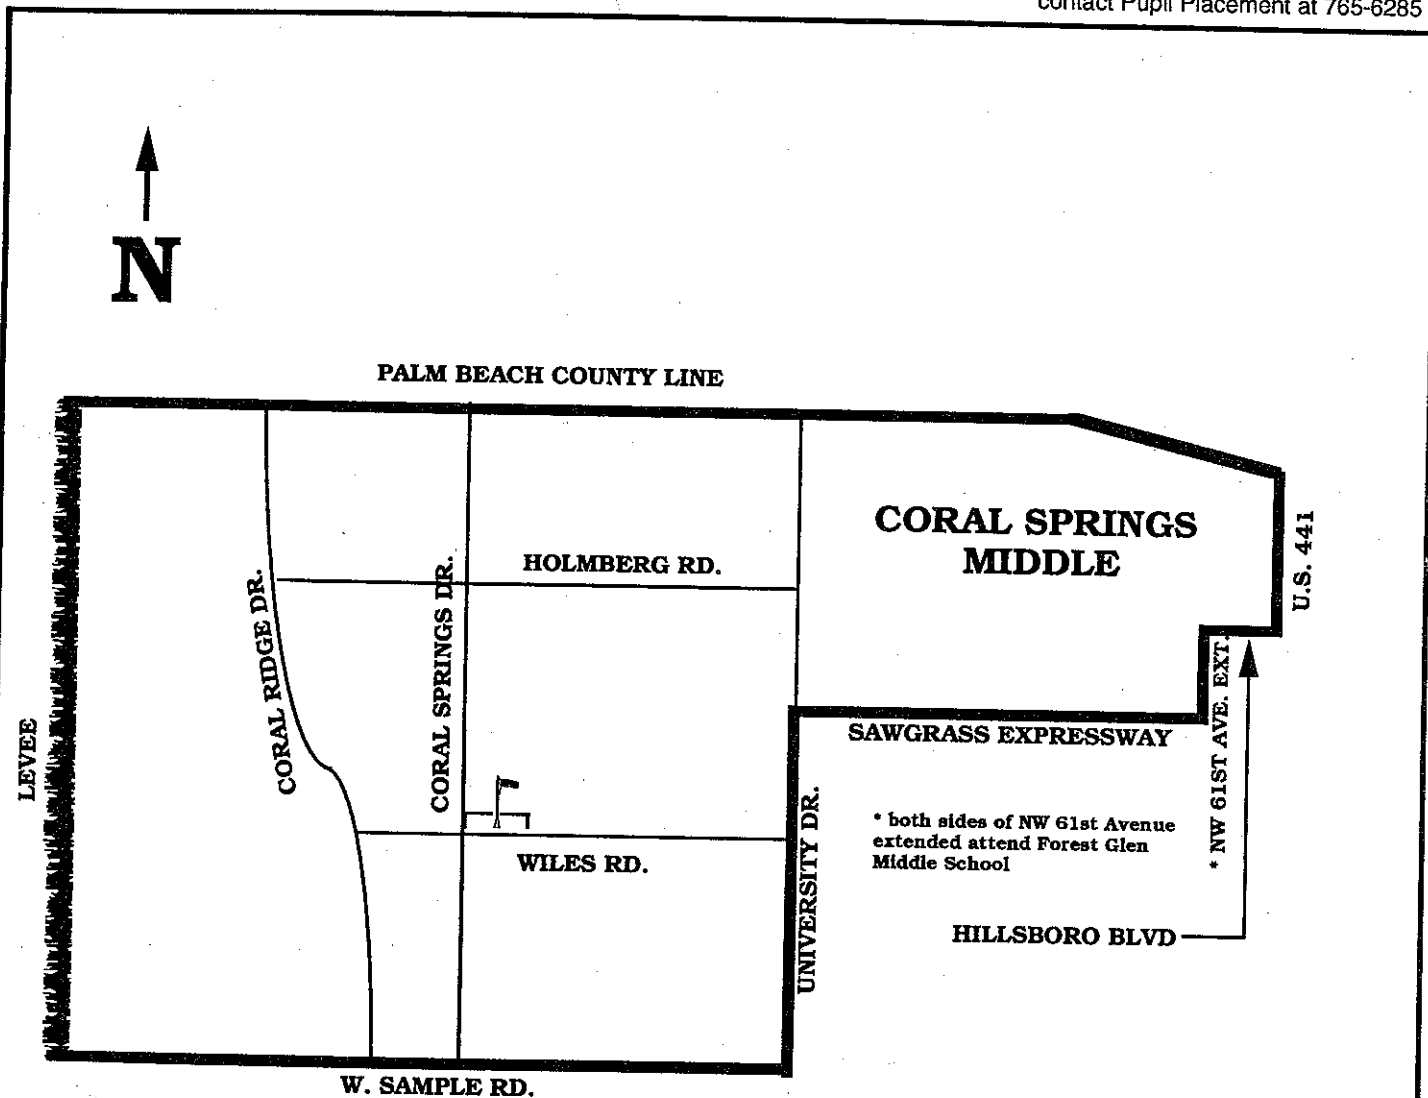 contact Pupil Placement at 765-6285
N
PALM BEACH COUNTY LINE
CORAL SPRINGS
MIDDLE
U.S. 441
HOLMBERG RD.
CORAL RIDGE DR.
CORAL SPRINGS DR.
* NW 61ST AVE. EXT.
LEVEE
SAWGRASS EXPRESSWAY
UNIVERSITY DR.
* both sides of NW 61st Avenue
extended attend Forest Glen
Middle School
WILES RD.
HILLSBORO BLVD
W. SAMPLE RD.